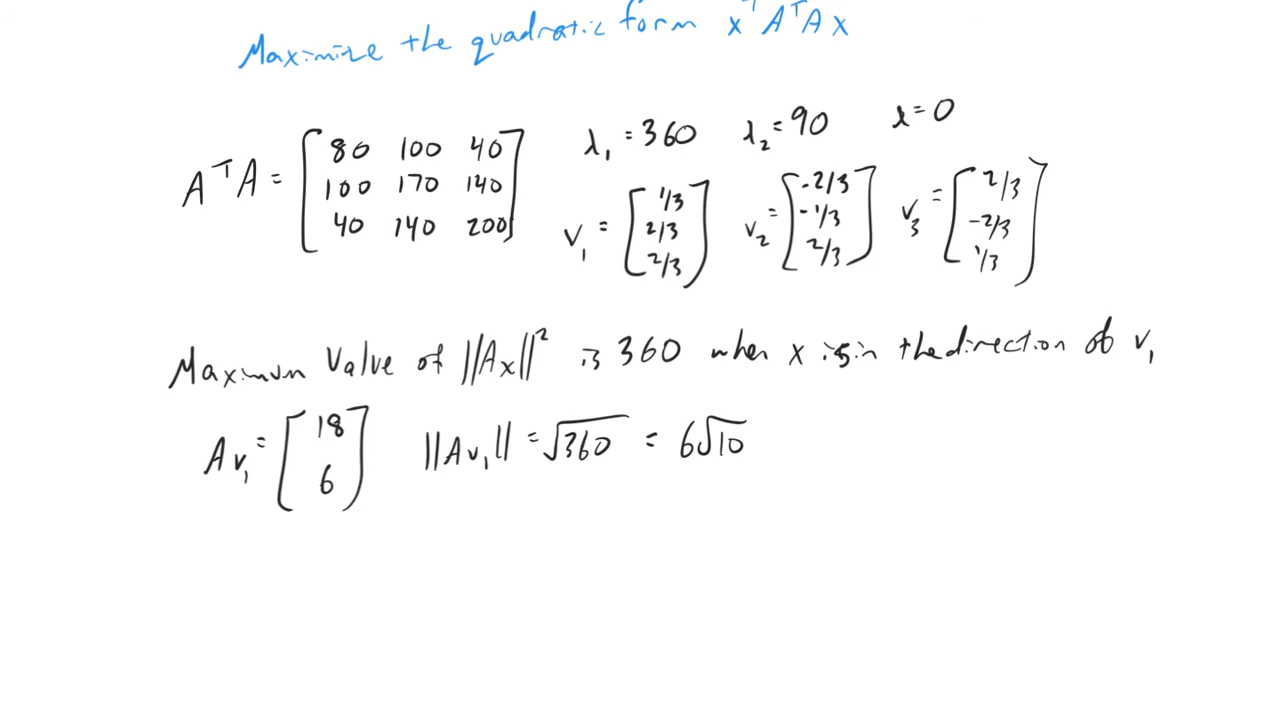 Maximize the quadratic form xᵀAᵀAx
AᵀA = [80 100 40; 100 170 140; 40 140 200] λ₁ = 360 λ₂ = 90 λ = 0
v₁ = [1/3; 2/3; 2/3] v₂ = [-2/3; -1/3; 2/3] v₃ = [2/3; -2/3; 1/3]
Maximum Value of ||Ax||² is 360 when x is in the direction of v₁
Av₁ = [18; 6] ||Av₁|| = √360 = 6√10